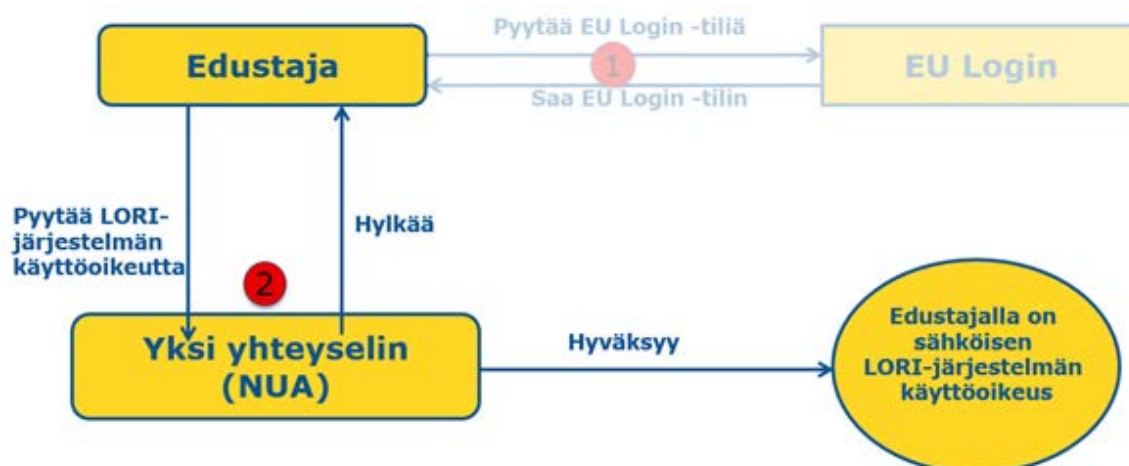 Edustaja
Pyytää EU Login -tiliä
1
Saa EU Login -tilin
EU Login
Pyytää LORI-
järjestelmän
käyttöoikeutta
Hylkää
2
Yksi yhteyselin
(NUA)
Hyväksyy
Edustajalla on
sähköisen
LORI-järjestelmän
käyttöoikeus